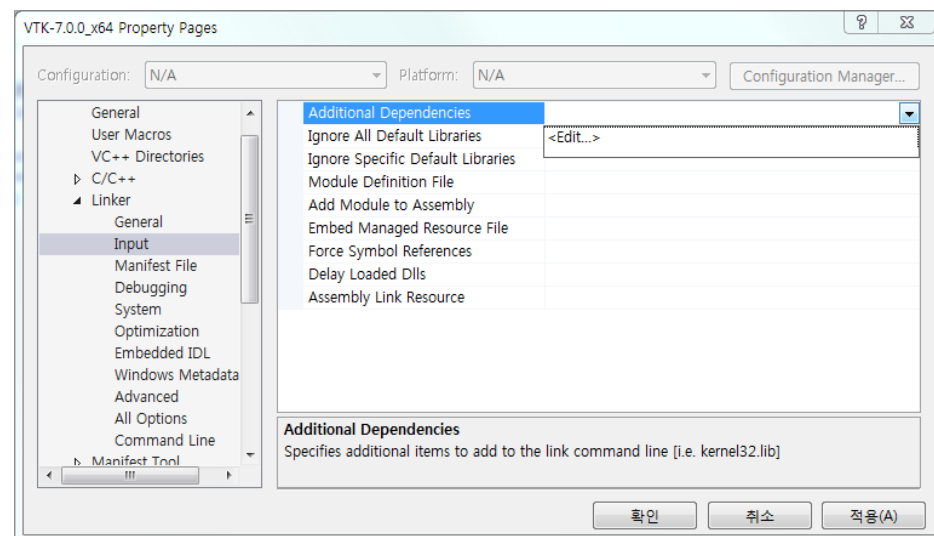 VTK-7.0.0_x64 Property Pages
Configuration: N/A Platform: N/A Configuration Manager...
General
User Macros
VC++ Directories
C/C++
Linker
General
Input
Manifest File
Debugging
System
Optimization
Embedded IDL
Windows Metadata
Advanced
All Options
Command Line
Manifest Tool
Additional Dependencies
Ignore All Default Libraries
<Edit...>
Ignore Specific Default Libraries
Module Definition File
Add Module to Assembly
Embed Managed Resource File
Force Symbol References
Delay Loaded Dlls
Assembly Link Resource
Additional Dependencies
Specifies additional items to add to the link command line [i.e. kernel32.lib]
확인 취소 적용(A)